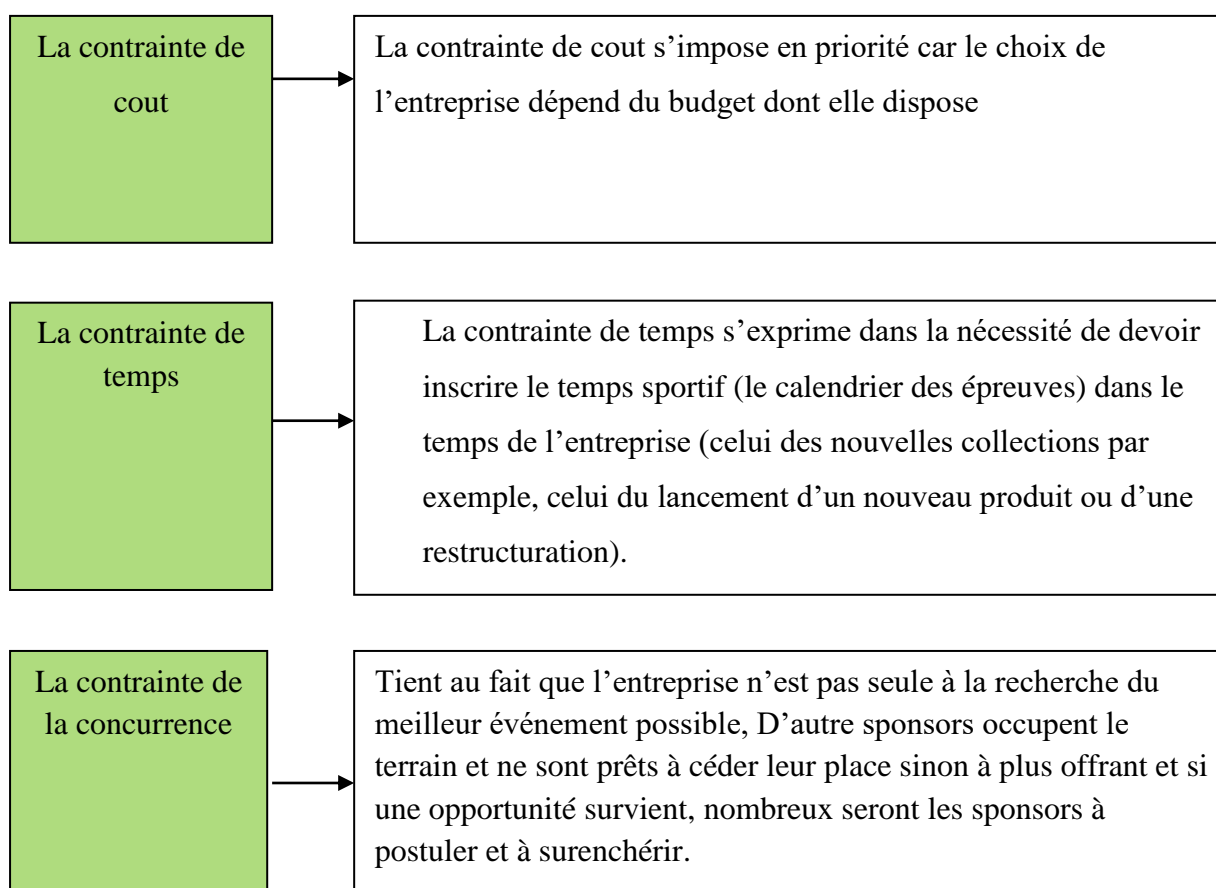 La contrainte de
cout
La contrainte de cout s’impose en priorité car le choix de
l’entreprise dépend du budget dont elle dispose
La contrainte de
temps
La contrainte de temps s’exprime dans la nécessité de devoir
inscrire le temps sportif (le calendrier des épreuves) dans le
temps de l’entreprise (celui des nouvelles collections par
exemple, celui du lancement d’un nouveau produit ou d’une
restructuration).
La contrainte de
la concurrence
Tient au fait que l’entreprise n’est pas seule à la recherche du
meilleur événement possible, D’autre sponsors occupent le
terrain et ne sont prêts à céder leur place sinon à plus offrant et si
une opportunité survient, nombreux seront les sponsors à
postuler et à surenchérir.